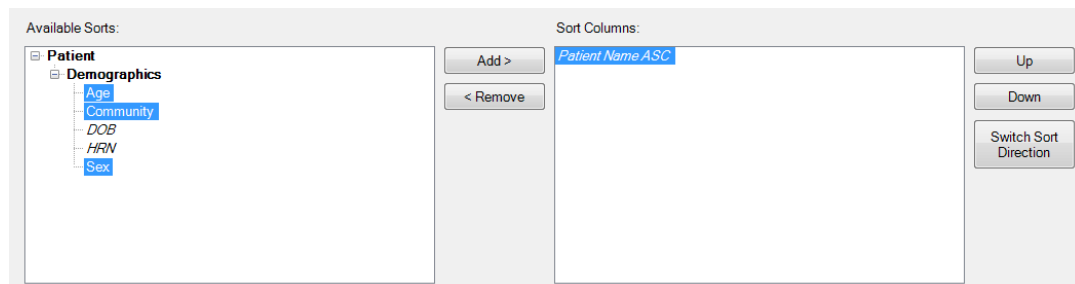 Available Sorts:
Patient
Demographics
Age
Community
DOB
HRN
Sex
Add >
< Remove
Sort Columns:
Patient Name ASC
Up
Down
Switch Sort
Direction